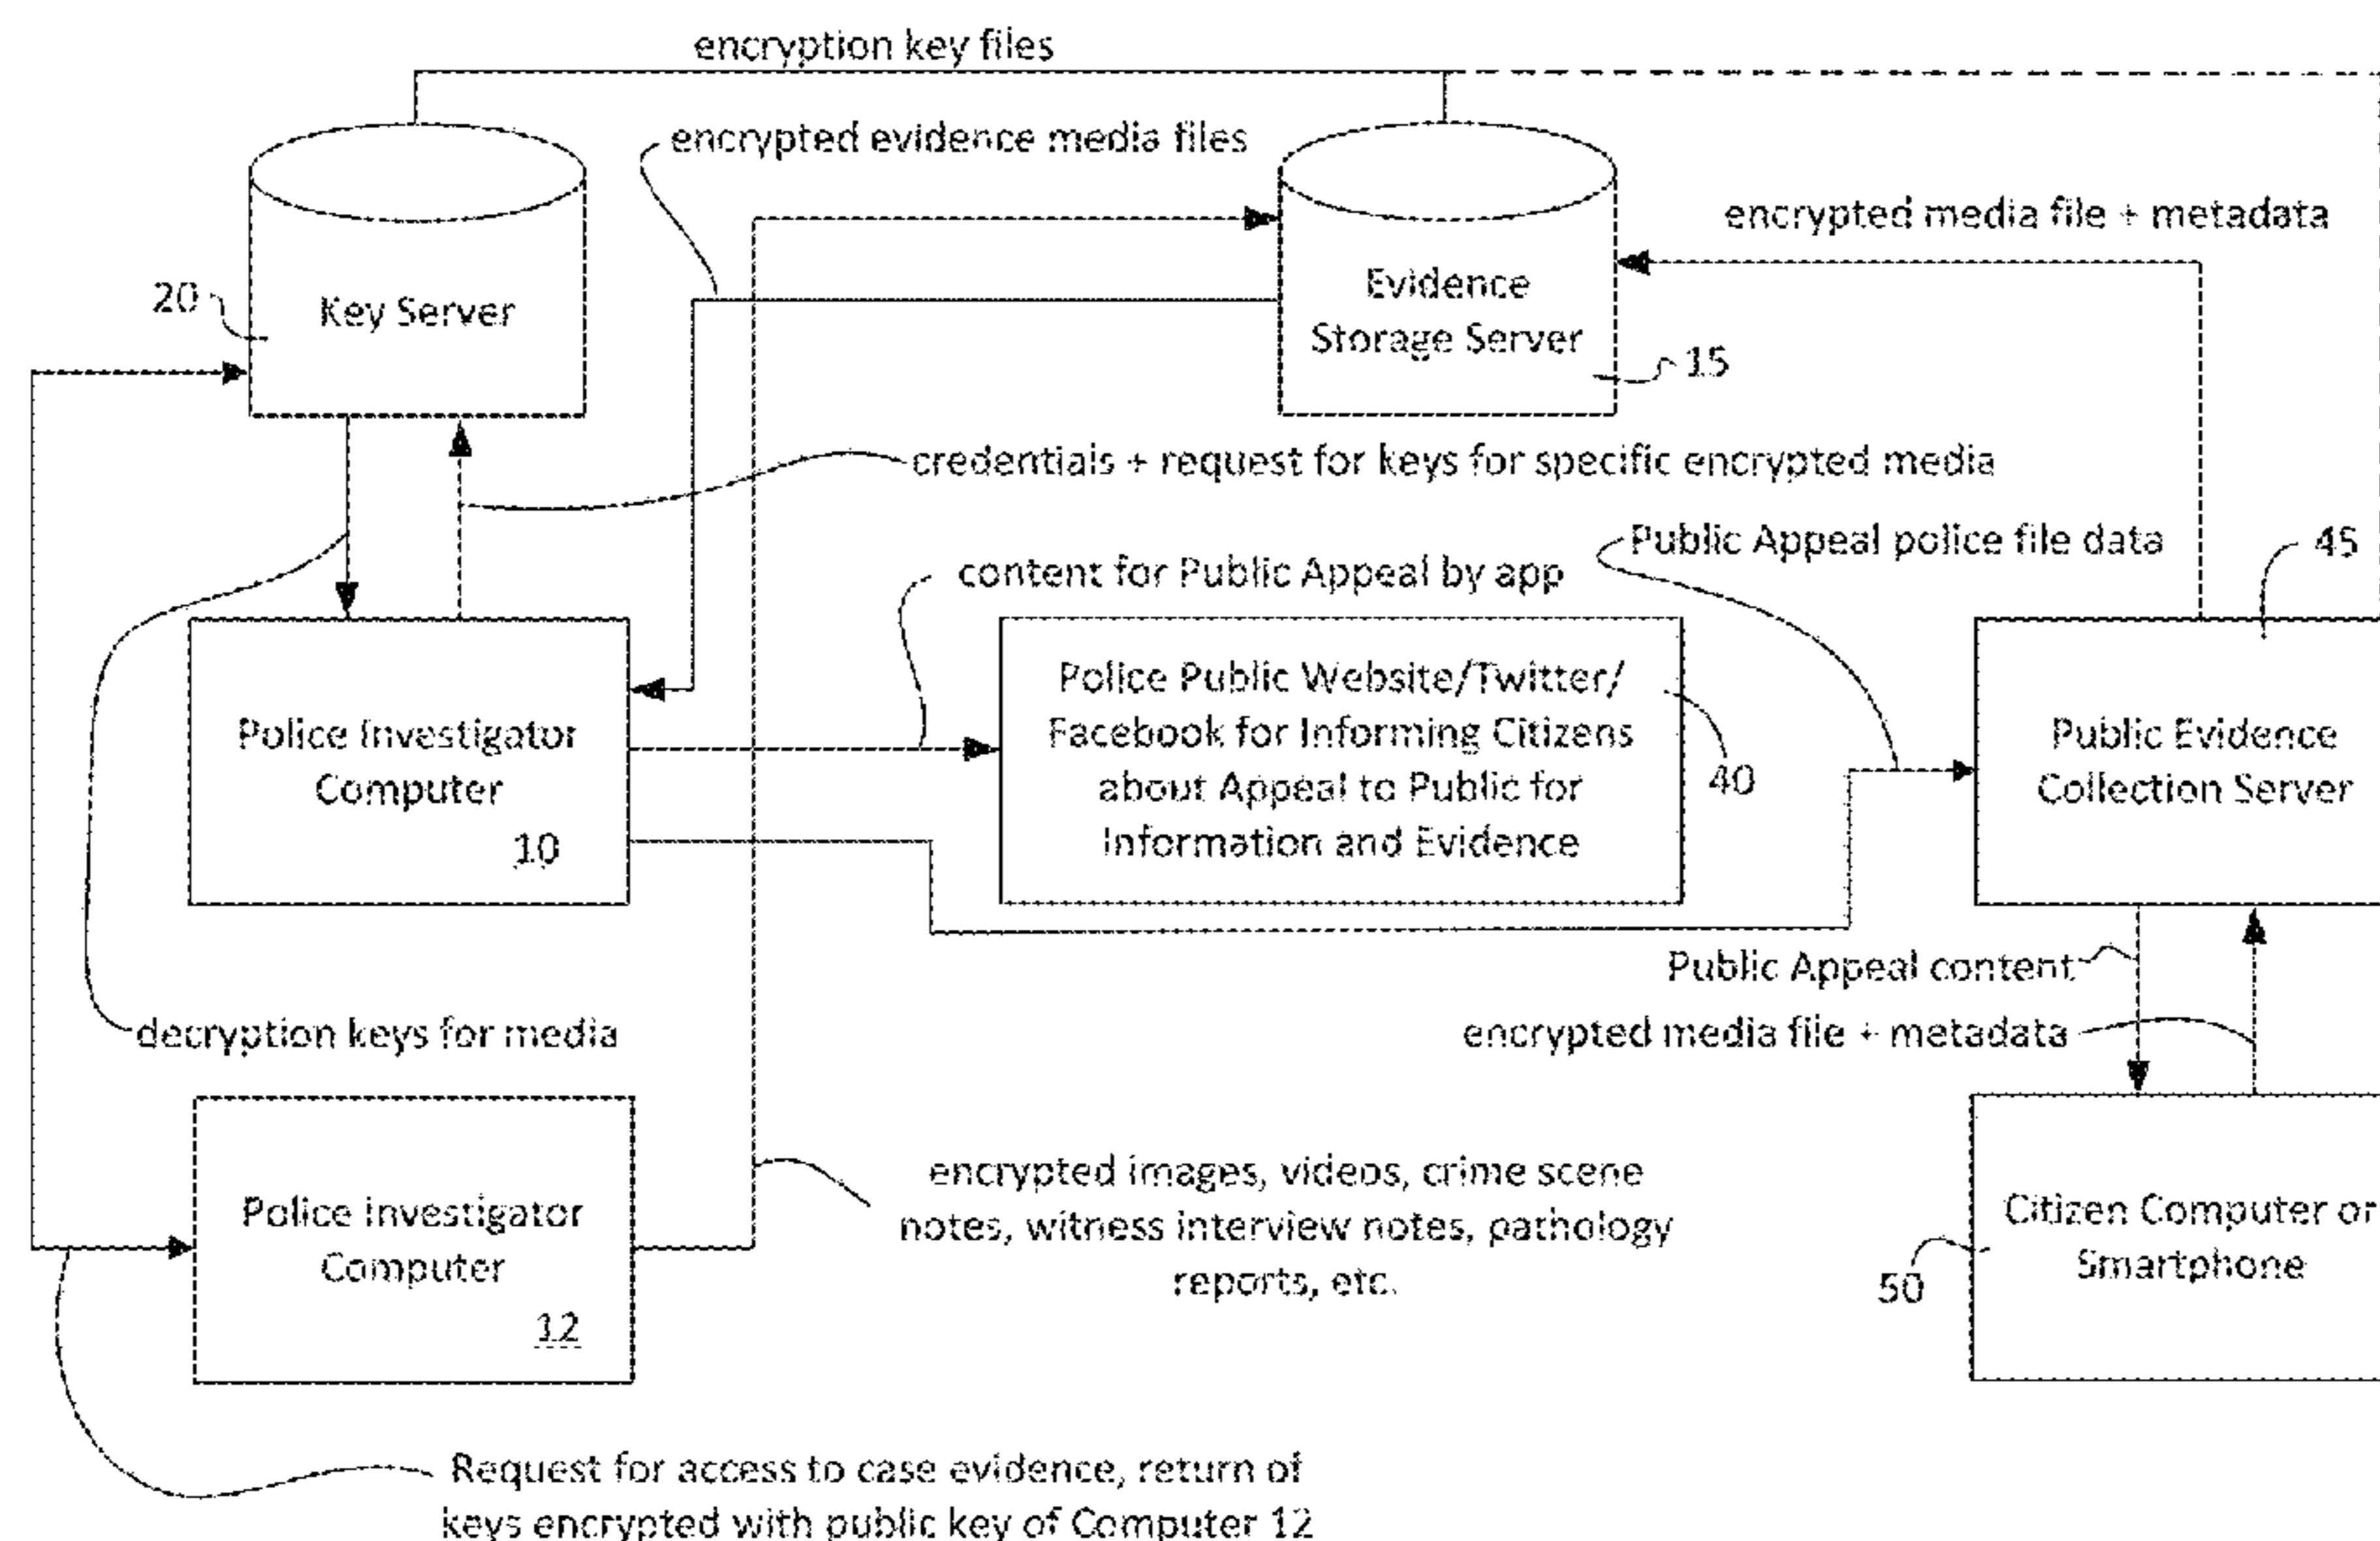 encryption key files
encrypted evidence media files
encrypted media file + metadata
20
Key Server
Evidence
Storage Server
15
credentials + request for keys for specific encrypted media
Public Appeal police file data
45
content for Public Appeal by app
Police Investigator
Computer
10
Police Public Website/Twitter/
Facebook for Informing Citizens
about Appeal to Public for
Information and Evidence
40
Public Evidence
Collection Server
Public Appeal content
encrypted media file + metadata
decryption keys for media
Police Investigator
Computer
12
encrypted images, videos, crime scene
notes, witness interview notes, pathology
reports, etc.
Citizen Computer or
Smartphone
50
Request for access to case evidence, return of
keys encrypted with public key of Computer 12